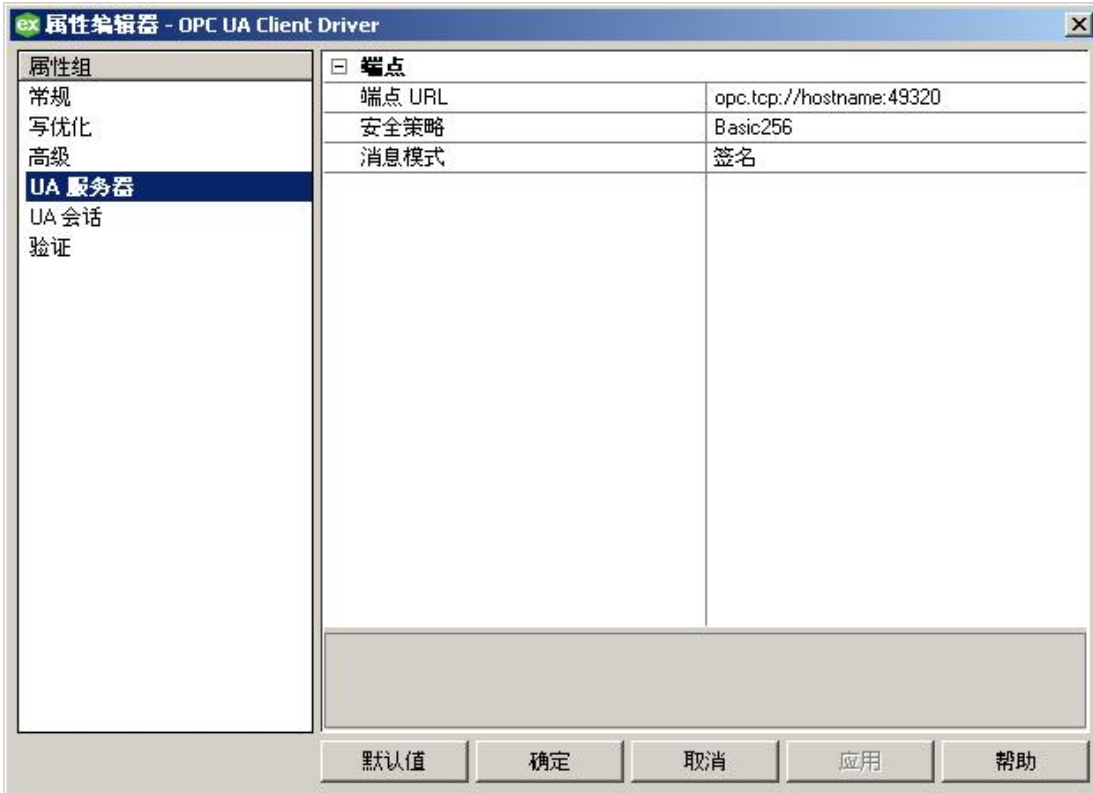 ex 属性编辑器 - OPC UA Client Driver
属性组
常规
写优化
高级
UA 服务器
UA 会话
验证
端点
端点 URL opc.tcp://hostname:49320
安全策略 Basic256
消息模式 签名
默认值 确定 取消 应用 帮助